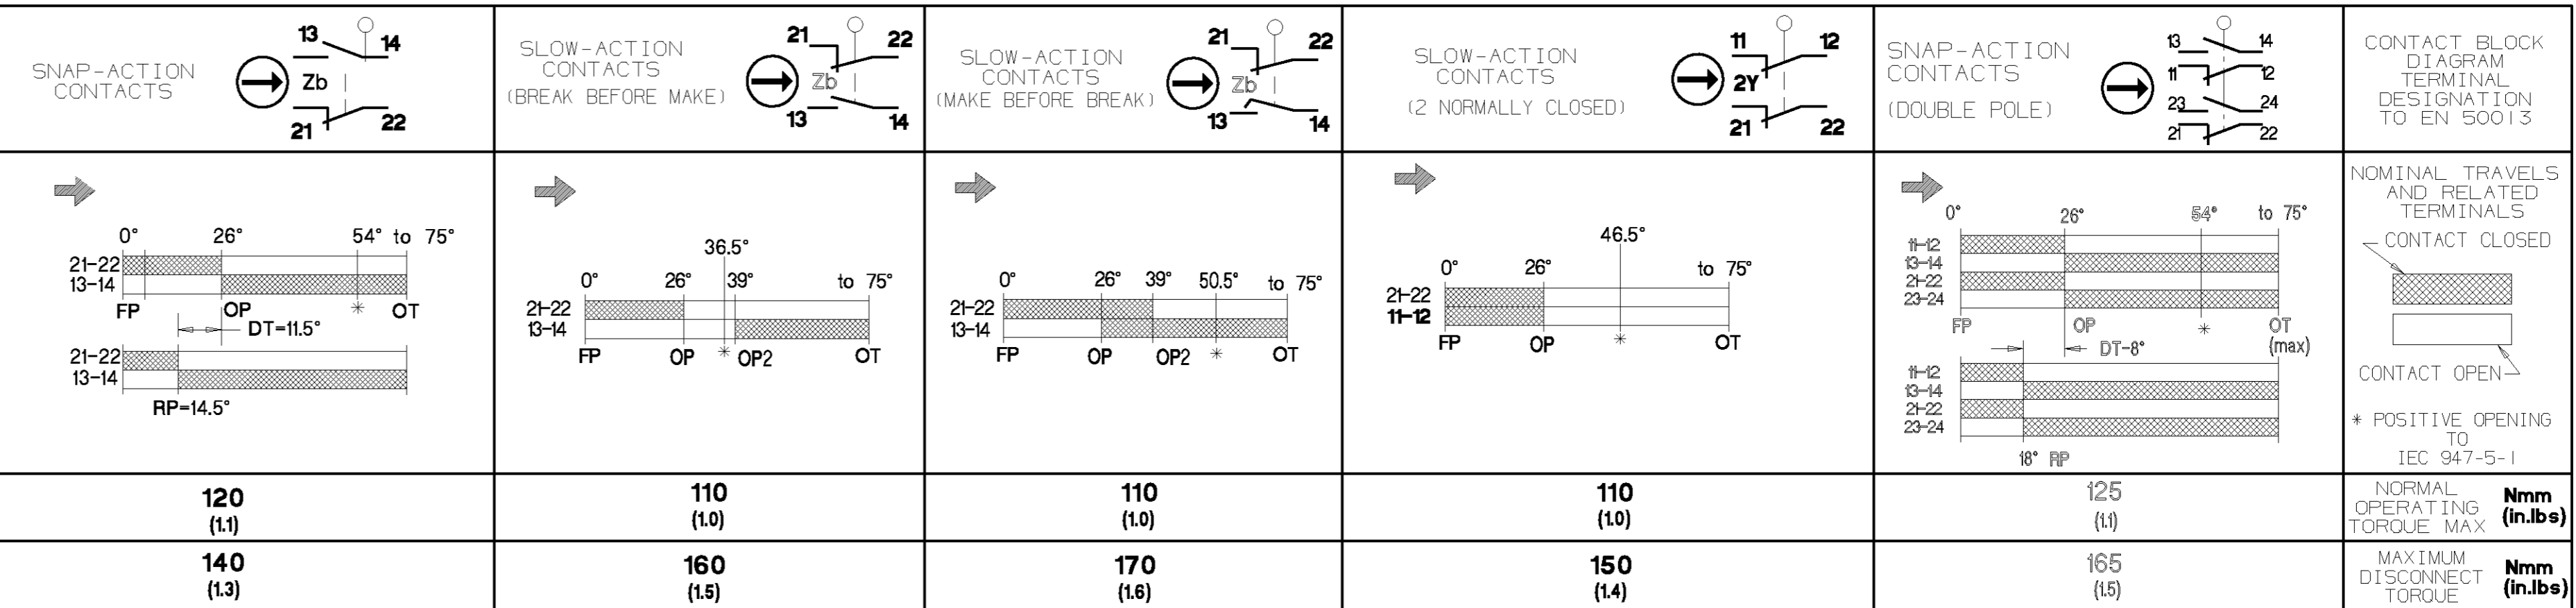 SNAP-ACTION
CONTACTS
13
14
Zb
21
22
SLOW-ACTION
CONTACTS
(BREAK BEFORE MAKE)
21
22
Zb
13
14
SLOW-ACTION
CONTACTS
(MAKE BEFORE BREAK)
21
22
Zb
13
14
SLOW-ACTION
CONTACTS
(2 NORMALLY CLOSED)
11
12
2Y
21
22
SNAP-ACTION
CONTACTS
(DOUBLE POLE)
13
14
11
12
23
24
21
22
CONTACT BLOCK
DIAGRAM
TERMINAL
DESIGNATION
TO EN 50013
0° 26° 54° to 75°
21-22
13-14
FP OP * OT
DT=11.5°
21-22
13-14
RP=14.5°
36.5°
0° 26° 39° to 75°
21-22
13-14
FP OP * OP2 OT
0° 26° 39° 50.5° to 75°
21-22
13-14
FP OP OP2 * OT
46.5°
0° 26° to 75°
21-22
11-12
FP OP * OT
0° 26° 54° to 75°
11-12
13-14
21-22
23-24
FP OP * OT
(max)
DT-8°
11-12
13-14
21-22
23-24
18° RP
NOMINAL TRAVELS
AND RELATED
TERMINALS
CONTACT CLOSED
CONTACT OPEN
* POSITIVE OPENING
TO
IEC 947-5-1
120
(1.1)
110
(1.0)
110
(1.0)
110
(1.0)
125
(1.1)
NORMAL
OPERATING
TORQUE MAX
Nmm
(in.lbs)
140
(1.3)
160
(1.5)
170
(1.6)
150
(1.4)
165
(1.5)
MAXIMUM
DISCONNECT
TORQUE
Nmm
(in.lbs)